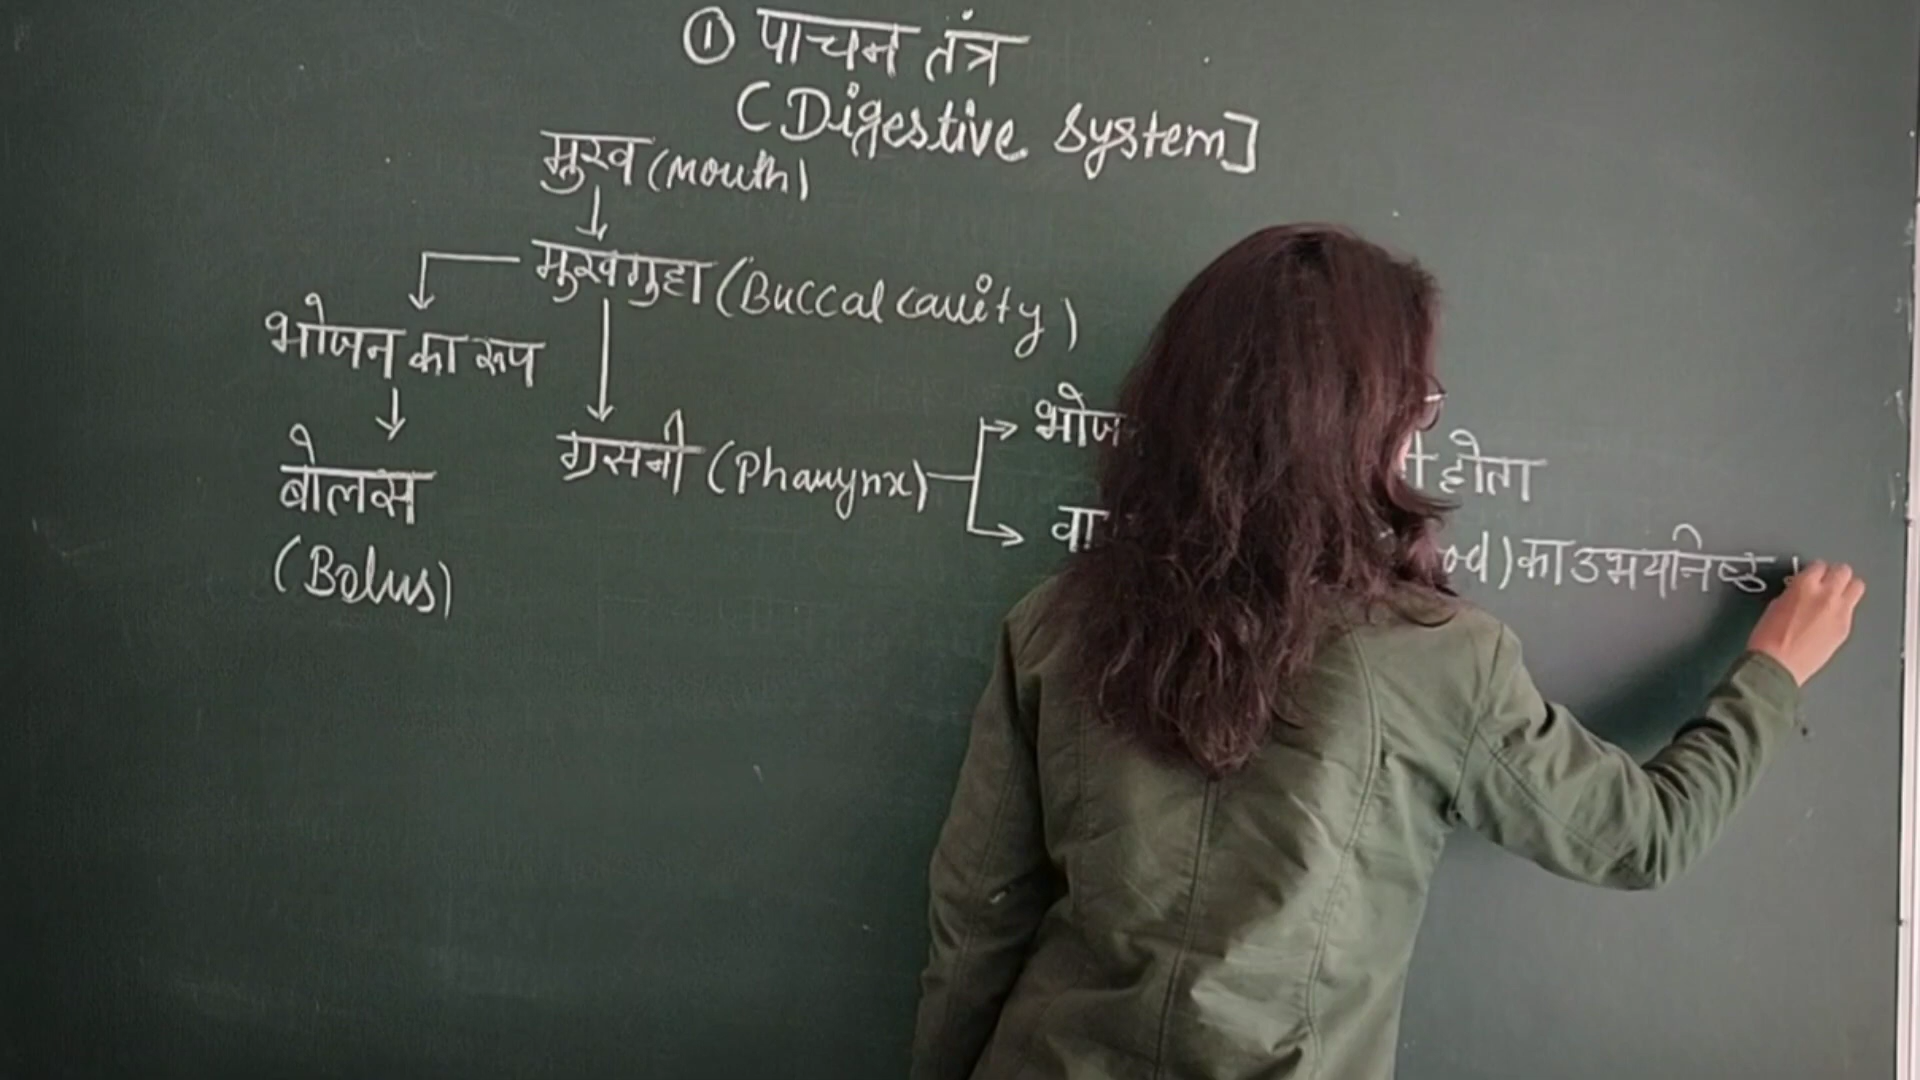 ① पाचन तंत्र
(Digestive system]
मुख (Mouth)
मुखगुहा (Buccal cavity)
भोजन का रूप
बोलस
(Bolus)
ग्रसनी (Pharynx)
होता
का उभयनिष्ठ